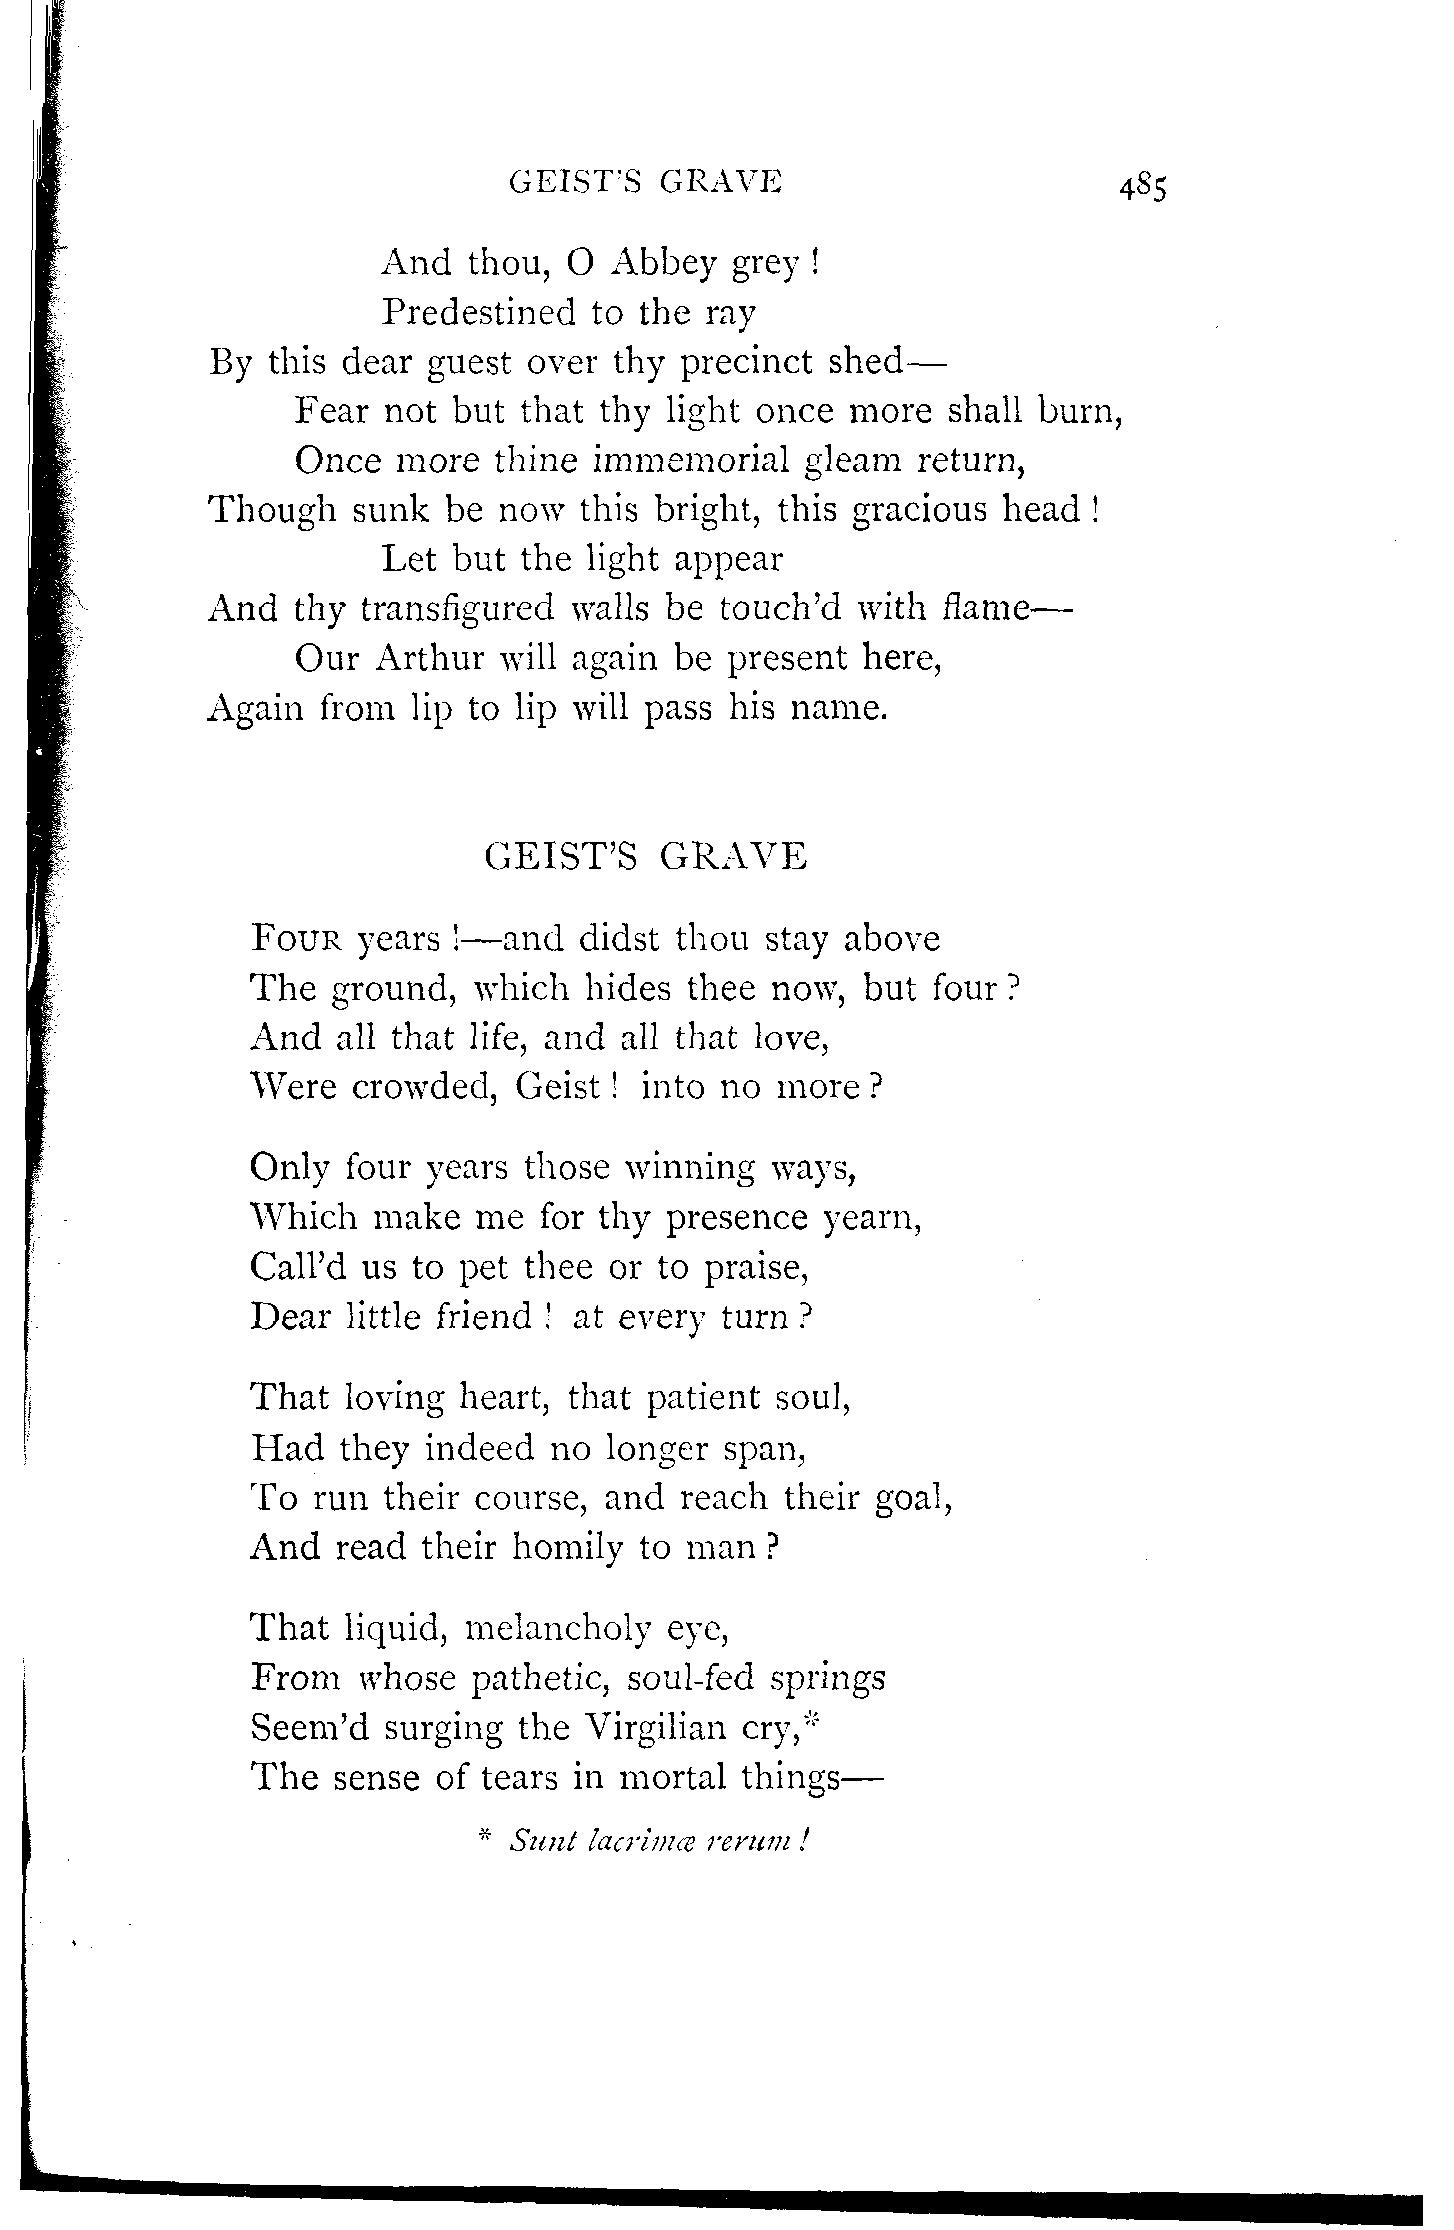 GEIST'S GRAVE 485
And thou, O Abbey grey !
Predestined to the ray
By this dear guest over thy precinct shed—
Fear not but that thy light once more shall burn,
Once more thine immemorial gleam return,
Though sunk be now this bright, this gracious head !
Let but the light appear
And thy transfigured walls be touch'd with flame—
Our Arthur will again be present here,
Again from lip to lip will pass his name.
GEIST'S GRAVE
FOUR years !—and didst thou stay above
The ground, which hides thee now, but four ?
And all that life, and all that love,
Were crowded, Geist ! into no more ?
Only four years those winning ways,
Which make me for thy presence yearn,
Call'd us to pet thee or to praise,
Dear little friend ! at every turn ?
That loving heart, that patient soul,
Had they indeed no longer span,
To run their course, and reach their goal,
And read their homily to man ?
That liquid, melancholy eye,
From whose pathetic, soul-fed springs
Seem'd surging the Virgilian cry,*
The sense of tears in mortal things—
* Sunt lacrimæ rerum !